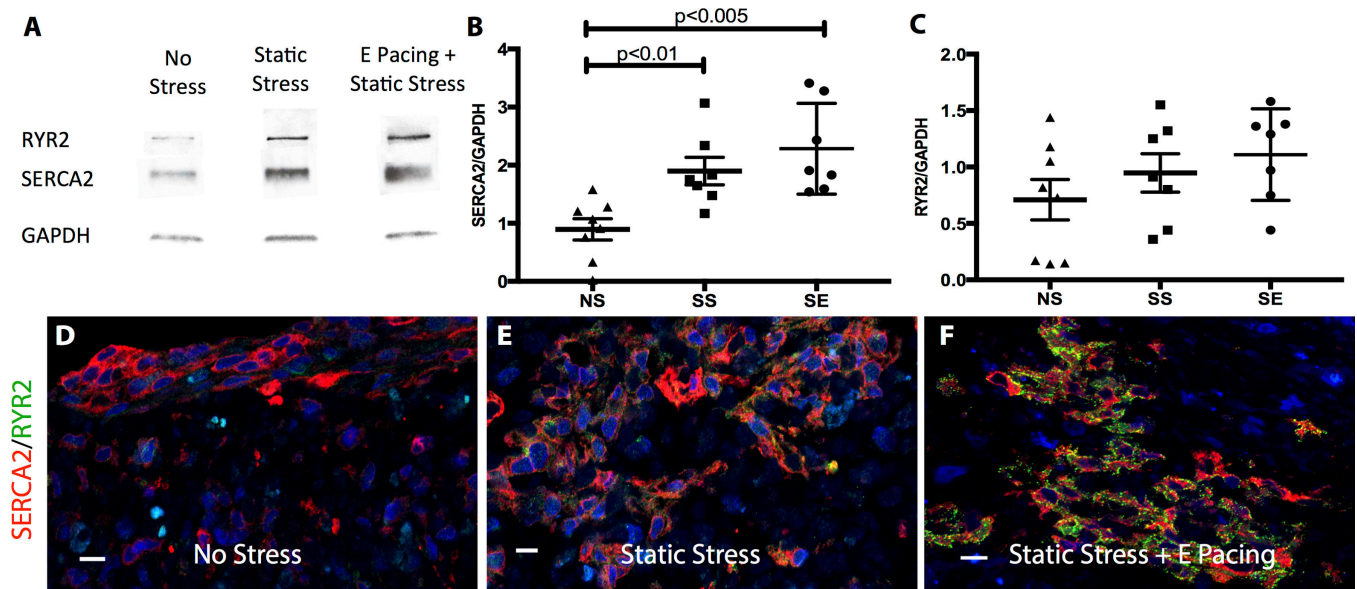 A
No Stress
Static Stress
E Pacing + Static Stress
RYR2
SERCA2
GAPDH
B
p<0.005
p<0.01
SERCA2/GAPDH
4
3
2
1
0
NS
SS
SE
C
RYR2/GAPDH
2.0
1.5
1.0
0.5
0.0
NS
SS
SE
SERCA2/RYR2
D
No Stress
E
Static Stress
F
Static Stress + E Pacing